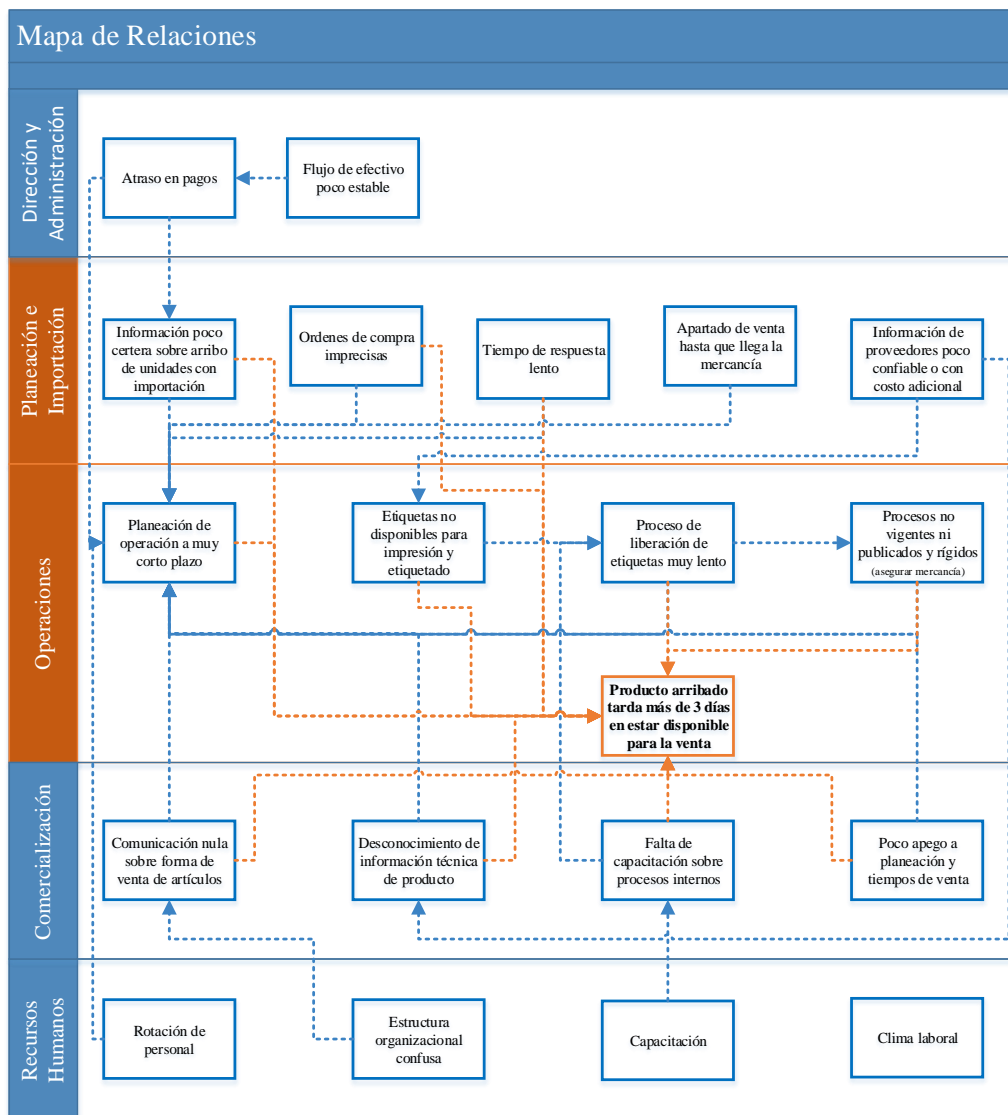 Mapa de Relaciones
Dirección y
Administración
Atraso en pagos
Flujo de efectivo
poco estable
Planeación e
Importación
Información poco
certera sobre arribo
de unidades con
importación
Ordenes de compra
imprecisas
Tiempo de respuesta
lento
Apartado de venta
hasta que llega la
mercancía
Información de
proveedores poco
confiable o con
costo adicional
Operaciones
Planeación de
operación a muy
corto plazo
Etiquetas no
disponibles para
impresión y
etiquetado
Proceso de
liberación de
etiquetas muy lento
Procesos no
vigentes ni
publicados y rígidos
(asegurar mercancía)
Producto arribado
tarda más de 3 días
en estar disponible
para la venta
Comercialización
Comunicación nula
sobre forma de
venta de artículos
Desconocimiento de
información técnica
de producto
Falta de
capacitación sobre
procesos internos
Poco apego a
planeación y
tiempos de venta
Recursos
Humanos
Rotación de
personal
Estructura
organizacional
confusa
Capacitación
Clima laboral